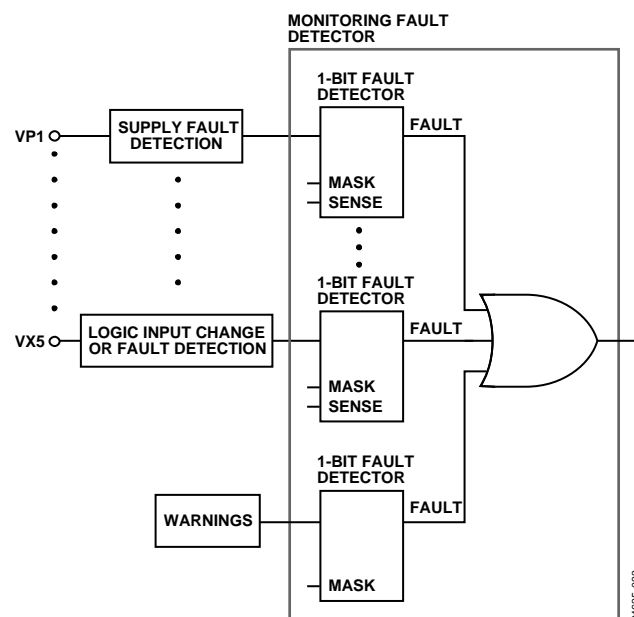 MONITORING FAULT
DETECTOR
1-BIT FAULT
DETECTOR
FAULT
VP1
SUPPLY FAULT
DETECTION
MASK
SENSE
1-BIT FAULT
DETECTOR
FAULT
VX5
LOGIC INPUT CHANGE
OR FAULT DETECTION
MASK
SENSE
1-BIT FAULT
DETECTOR
FAULT
WARNINGS
MASK